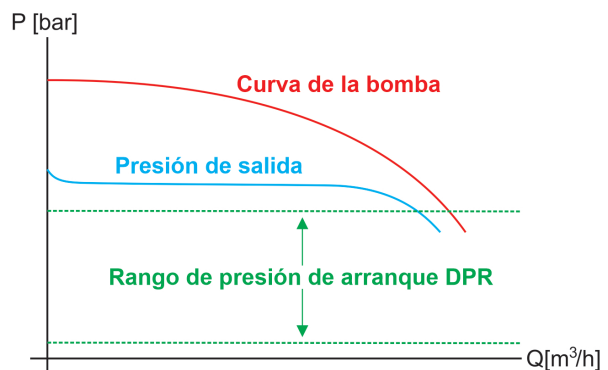 P [bar]
Curva de la bomba
Presión de salida
Rango de presión de arranque DPR
Q[m³/h]